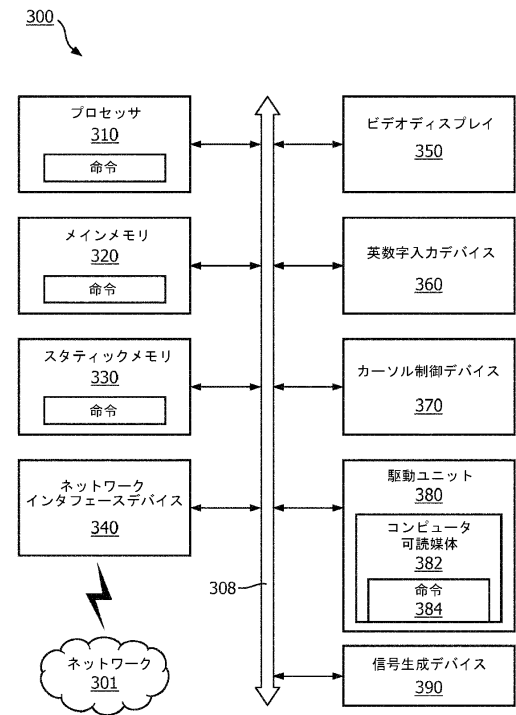 300
プロセッサ
310
命令
メインメモリ
320
命令
スタティックメモリ
330
命令
ネットワーク
インタフェースデバイス
340
ネットワーク
301
308
ビデオディスプレイ
350
英数字入力デバイス
360
カーソル制御デバイス
370
駆動ユニット
380
コンピュータ
可読媒体
382
命令
384
信号生成デバイス
390